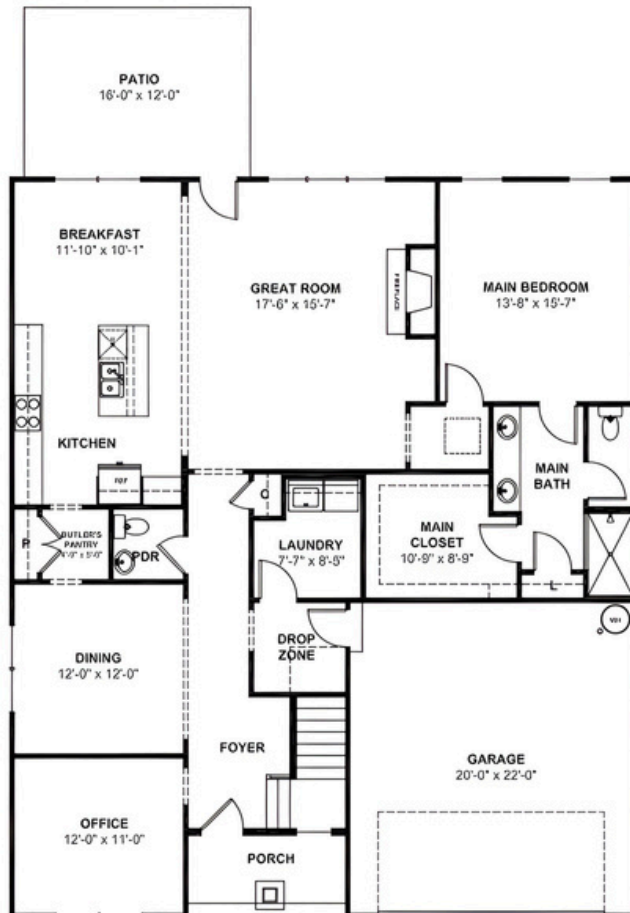 PATIO
16'-0" x 12'-0"
BREAKFAST
11'-10" x 10'-1"
GREAT ROOM
17'-6" x 15'-7"
FIREPLACE
MAIN BEDROOM
13'-8" x 15'-7"
KITCHEN
MAIN
BATH
P
BUTLER'S
PANTRY
PDR
C
LAUNDRY
7'-7" x 8'-5"
MAIN
CLOSET
10'-9" x 8'-9"
L
DROP
ZONE
DINING
12'-0" x 12'-0"
FOYER
GARAGE
20'-0" x 22'-0"
OFFICE
12'-0" x 11'-0"
PORCH